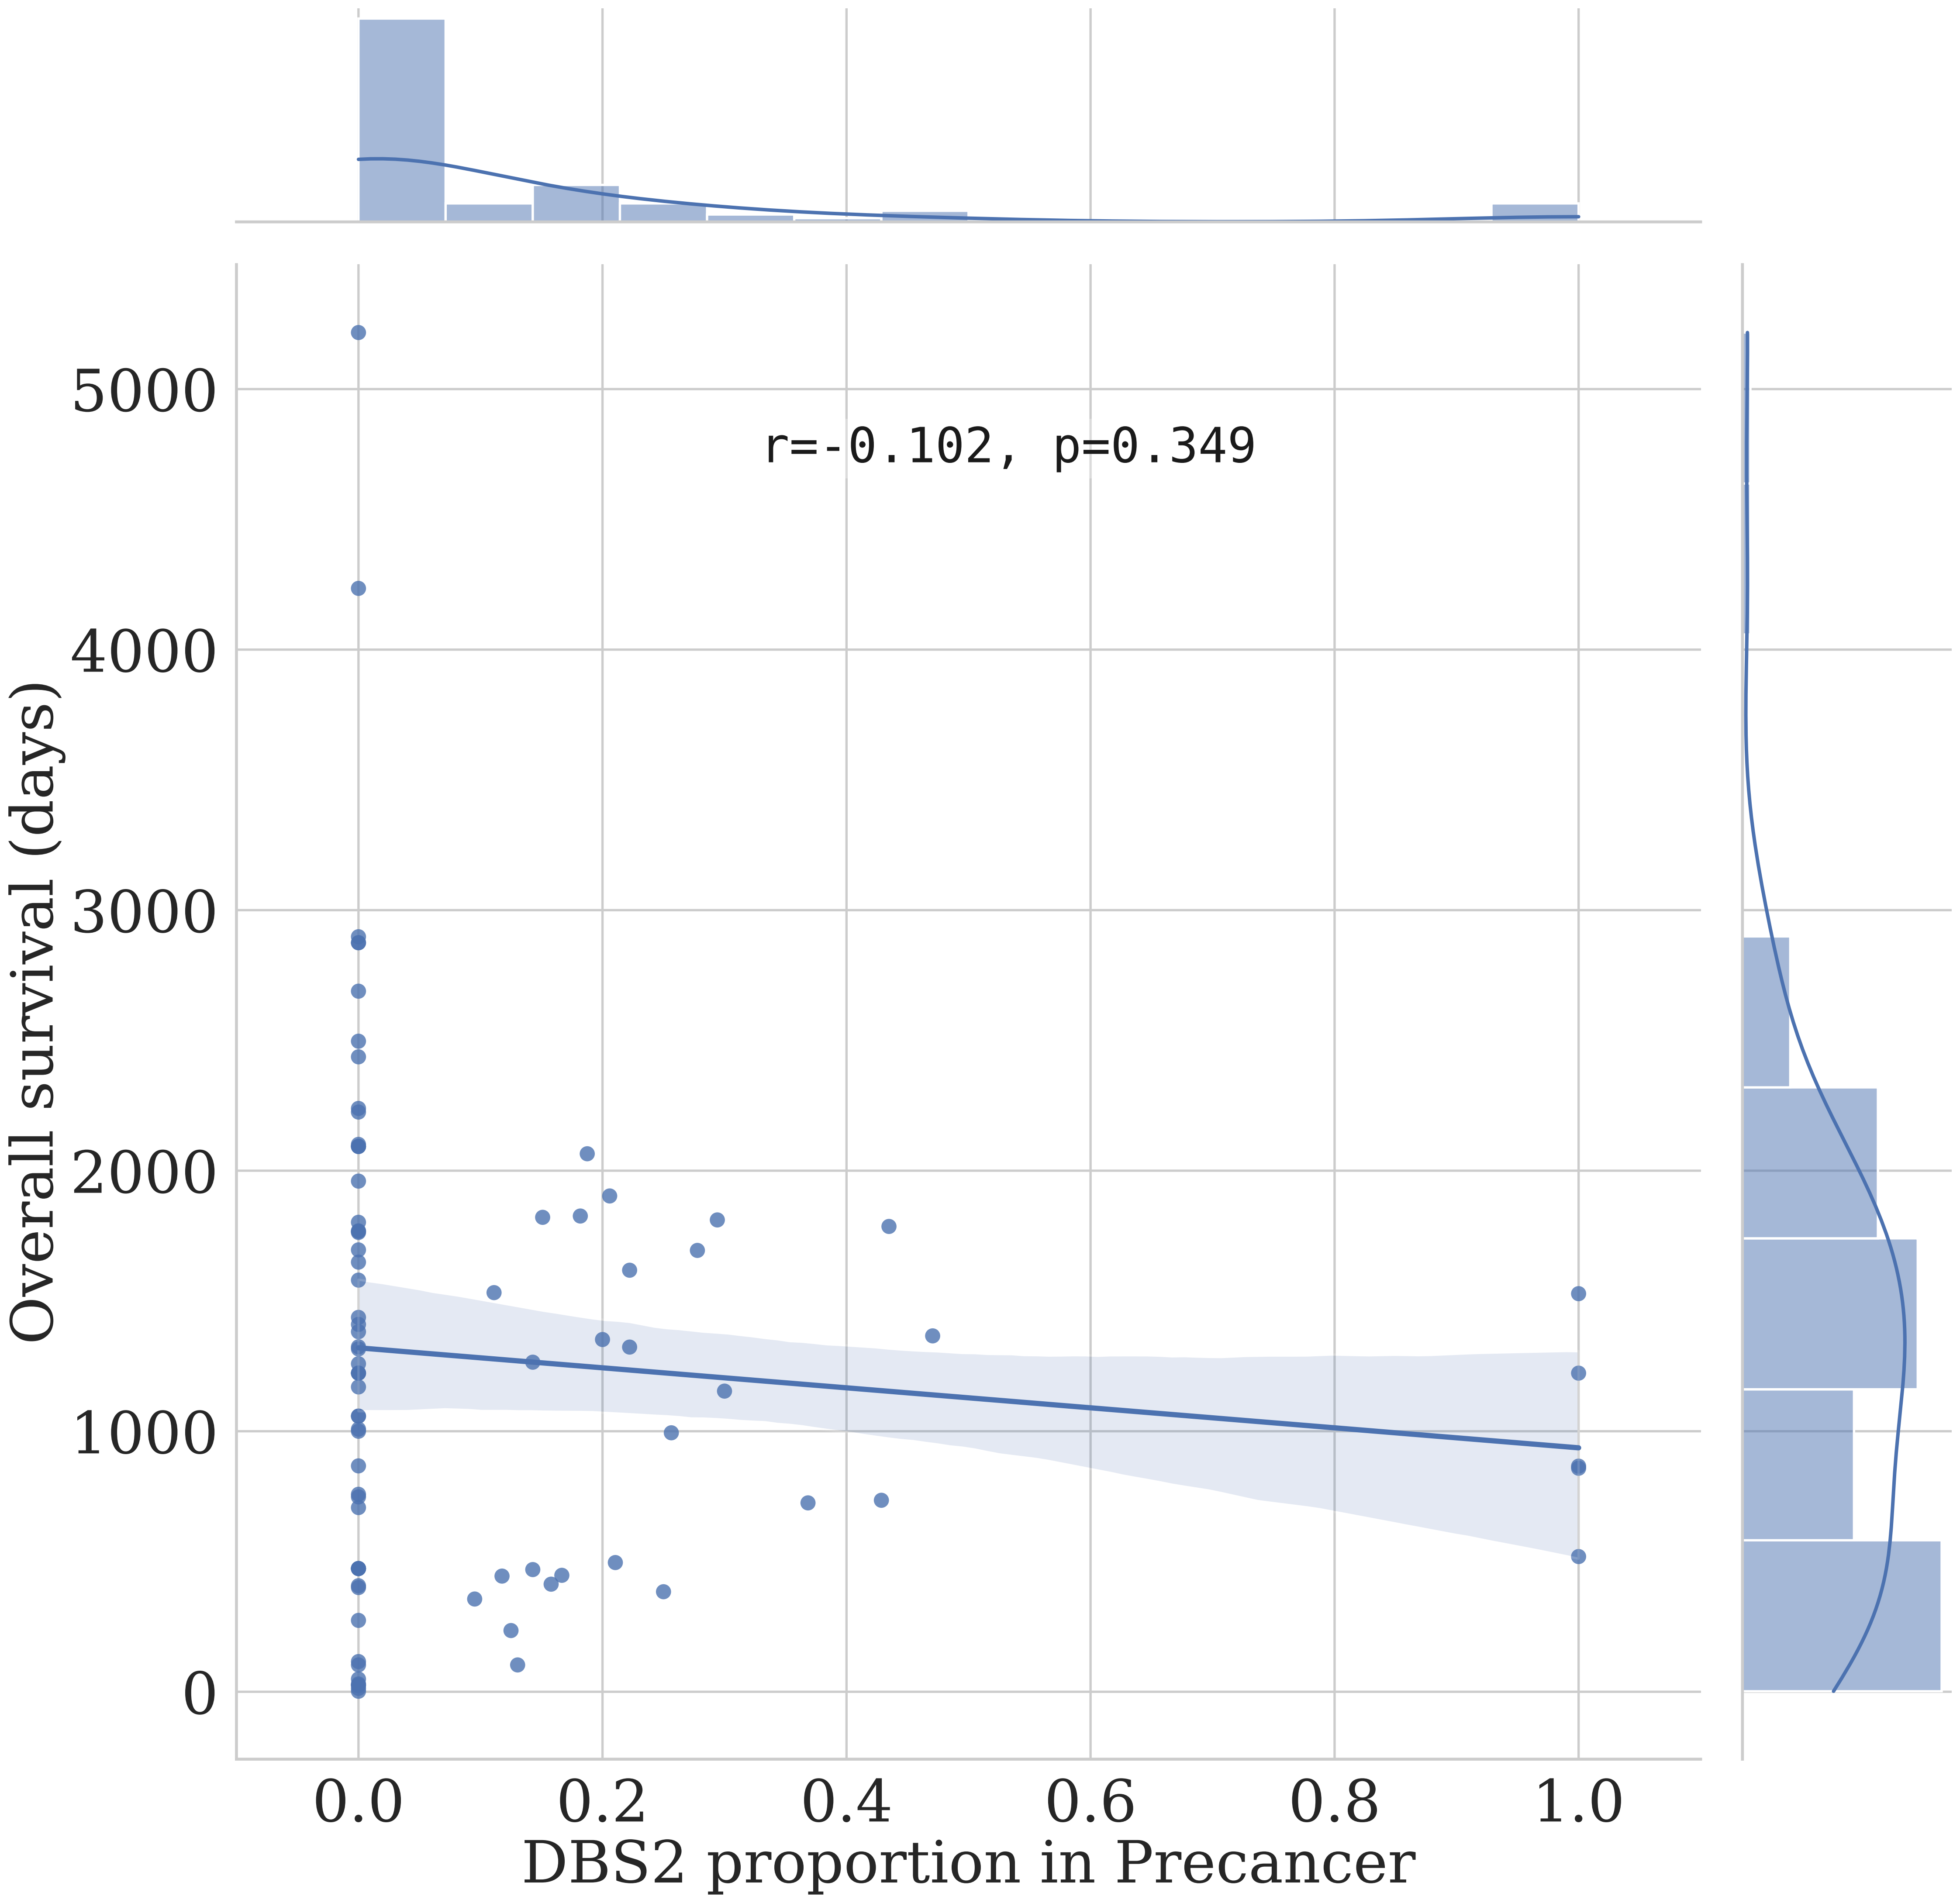 r=-0.102, p=0.349
Overall survival (days)
5000
4000
3000
2000
1000
0
0.0 0.2 0.4 0.6 0.8 1.0
DBS2 proportion in Precancer